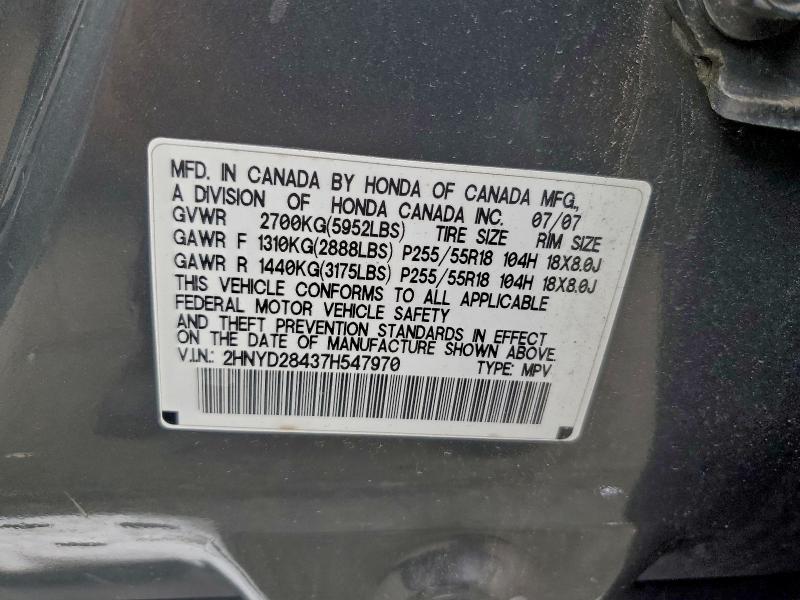 MFD. IN CANADA BY HONDA OF CANADA MFG.,
A DIVISION OF HONDA CANADA INC. 07/07
GVWR 2700KG(5952LBS) TIRE SIZE RIM SIZE
GAWR F 1310KG(2888LBS) P255/55R18 104H 18X8.0J
GAWR R 1440KG(3175LBS) P255/55R18 104H 18X8.0J
THIS VEHICLE CONFORMS TO ALL APPLICABLE
FEDERAL MOTOR VEHICLE SAFETY
AND THEFT PREVENTION STANDARDS IN EFFECT
ON THE DATE OF MANUFACTURE SHOWN ABOVE.
V.I.N.: 2HNYD28437H547970 TYPE: MPV